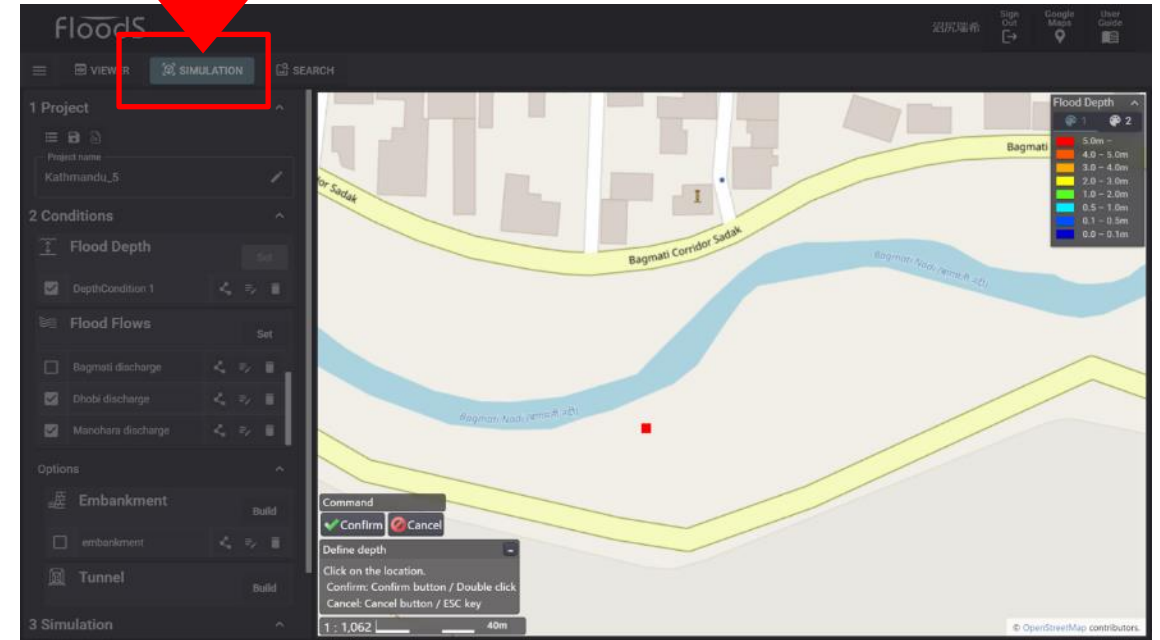 FloodS
沼尻瑞希
Sign Out
Google Maps
User Guide
VIEWER
SIMULATION
SEARCH
1 Project
Project name
Kathmandu_5
2 Conditions
Flood Depth
Set
DepthCondition 1
Flood Flows
Set
Bagmati discharge
Dhobi discharge
Manohara discharge
Options
Embankment
Build
embankment
Tunnel
Build
3 Simulation
or Sadak
Bagmati Corridor Sadak
Bagmati
Bagmati Nadi
Bagmati Nadi
Flood Depth
1
2
5.0m ~
4.0 ~ 5.0m
3.0 ~ 4.0m
2.0 ~ 3.0m
1.0 ~ 2.0m
0.5 ~ 1.0m
0.1 ~ 0.5m
0.0 ~ 0.1m
Command
Confirm
Cancel
Define depth
Click on the location.
Confirm: Confirm button / Double click
Cancel: Cancel button / ESC key
1 : 1,062
40m
© OpenStreetMap contributors.